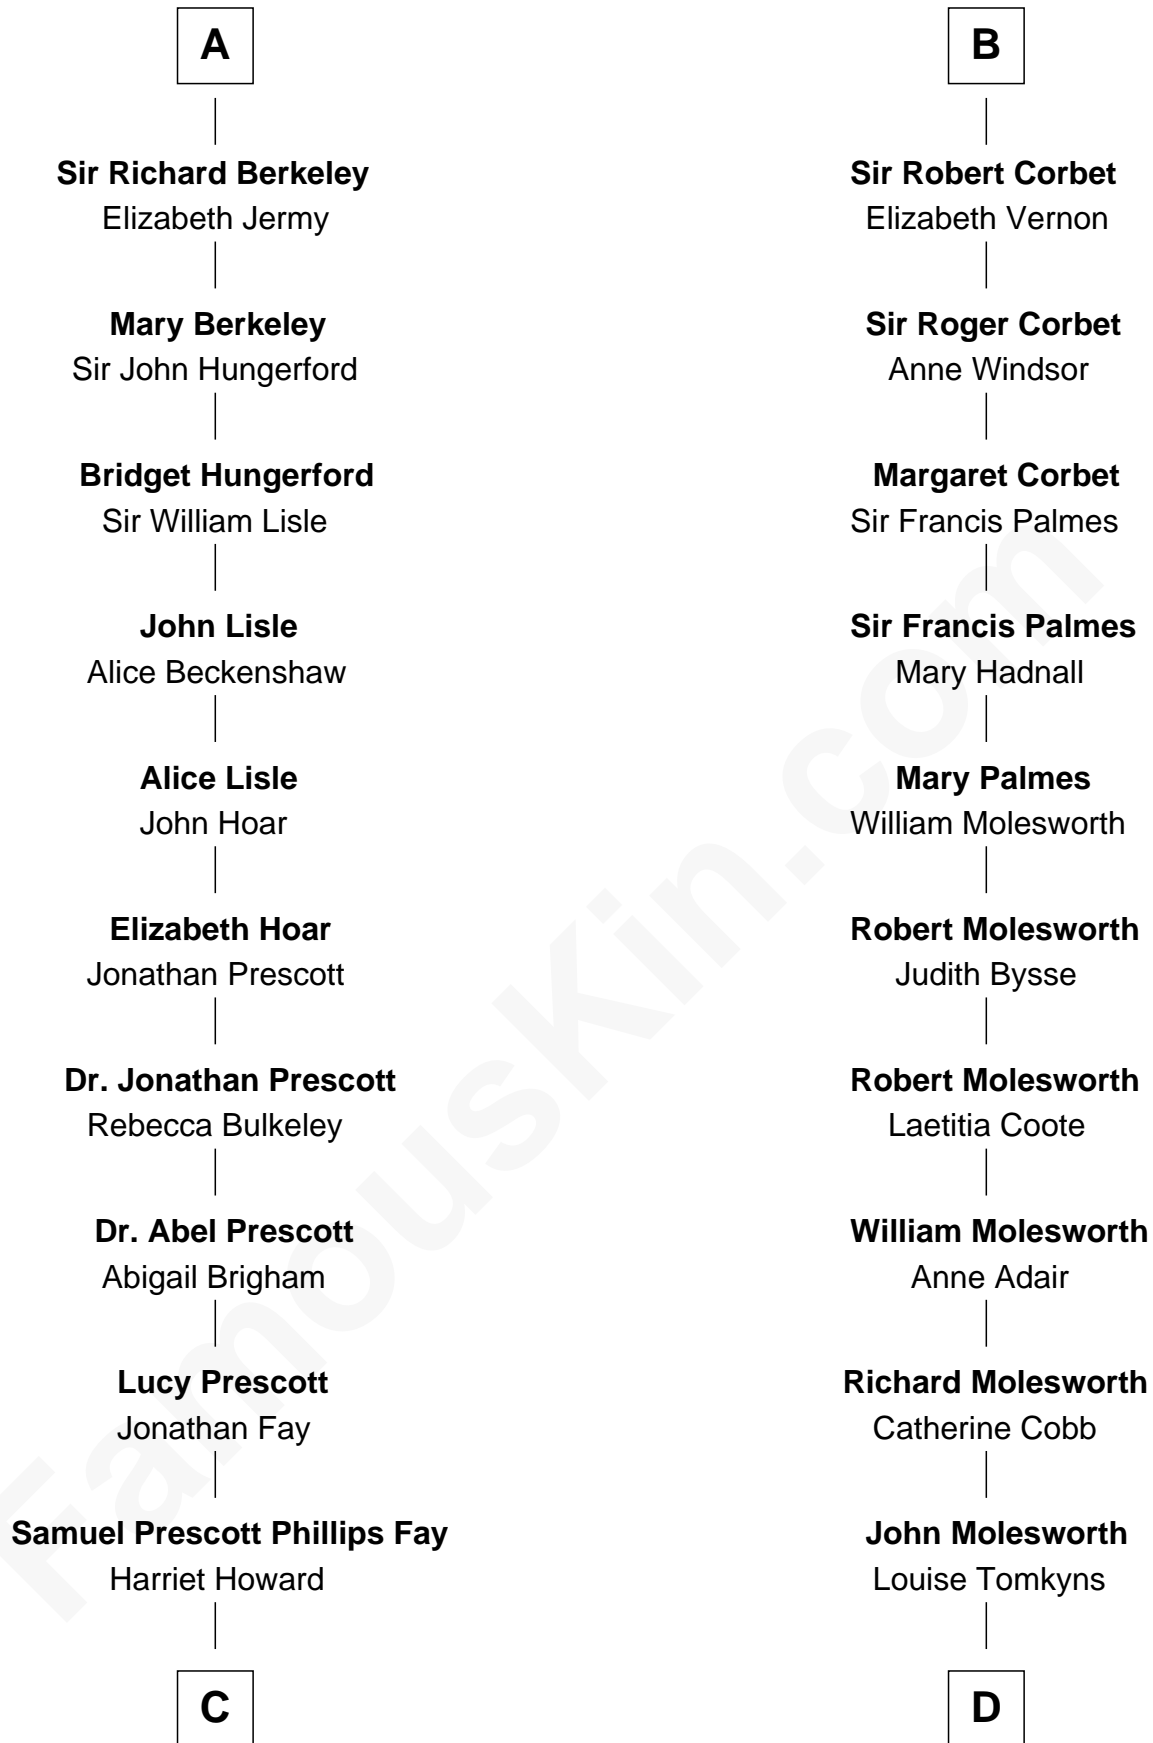 A
Sir Richard Berkeley
Elizabeth Jermy
Mary Berkeley
Sir John Hungerford
Bridget Hungerford
Sir William Lisle
John Lisle
Alice Beckenshaw
Alice Lisle
John Hoar
Elizabeth Hoar
Jonathan Prescott
Dr. Jonathan Prescott
Rebecca Bulkeley
Dr. Abel Prescott
Abigail Brigham
Lucy Prescott
Jonathan Fay
Samuel Prescott Phillips Fay
Harriet Howard
C
B
Sir Robert Corbet
Elizabeth Vernon
Sir Roger Corbet
Anne Windsor
Margaret Corbet
Sir Francis Palmes
Sir Francis Palmes
Mary Hadnall
Mary Palmes
William Molesworth
Robert Molesworth
Judith Bysse
Robert Molesworth
Laetitia Coote
William Molesworth
Anne Adair
Richard Molesworth
Catherine Cobb
John Molesworth
Louise Tomkyns
D
FamousKin.com